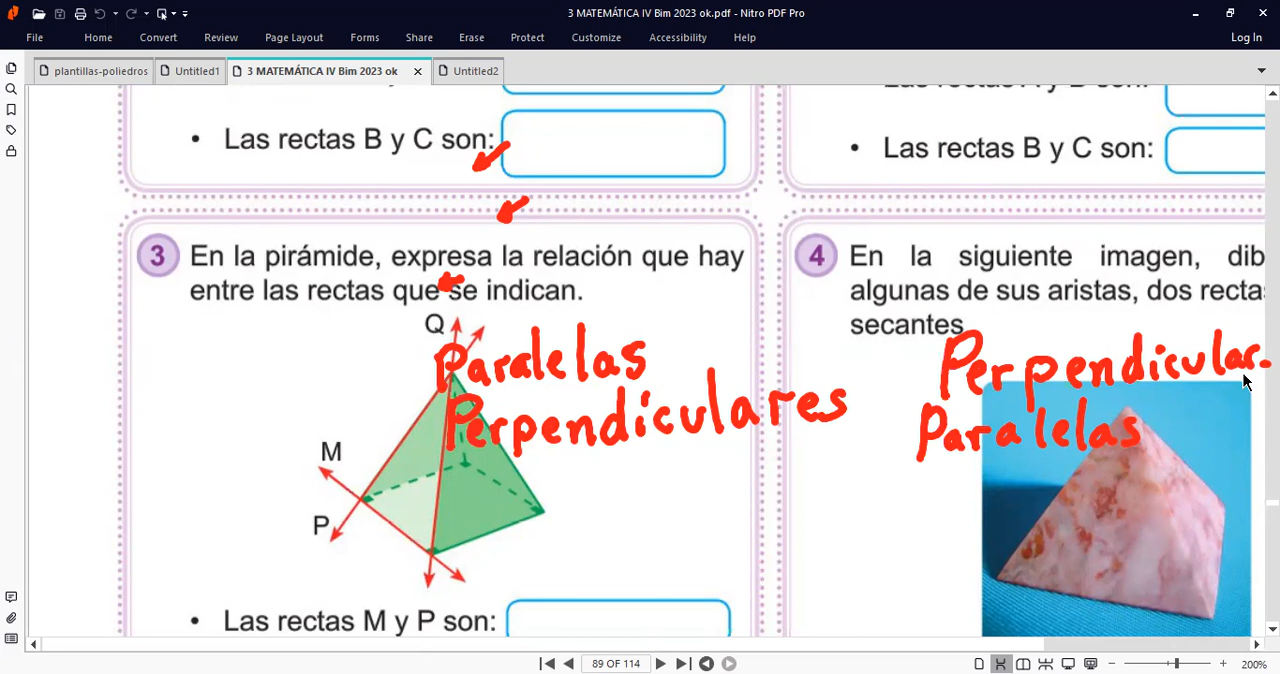 3 MATEMÁTICA IV Bim 2023 ok.pdf - Nitro PDF Pro
File Home Convert Review Page Layout Forms Share Erase Protect Customize Accessibility Help Log In
plantillas-poliedros Untitled1 3 MATEMÁTICA IV Bim 2023 ok Untitled2
• Las rectas B y C son:
• Las rectas B y C son:
3 En la pirámide, expresa la relación que hay
entre las rectas que se indican.
Q
Paralelas
Perpendiculares
M
P
• Las rectas M y P son:
4 En la siguiente imagen, dib
algunas de sus aristas, dos recta
secantes
Perpendicular-
Paralelas
89 OF 114
200%